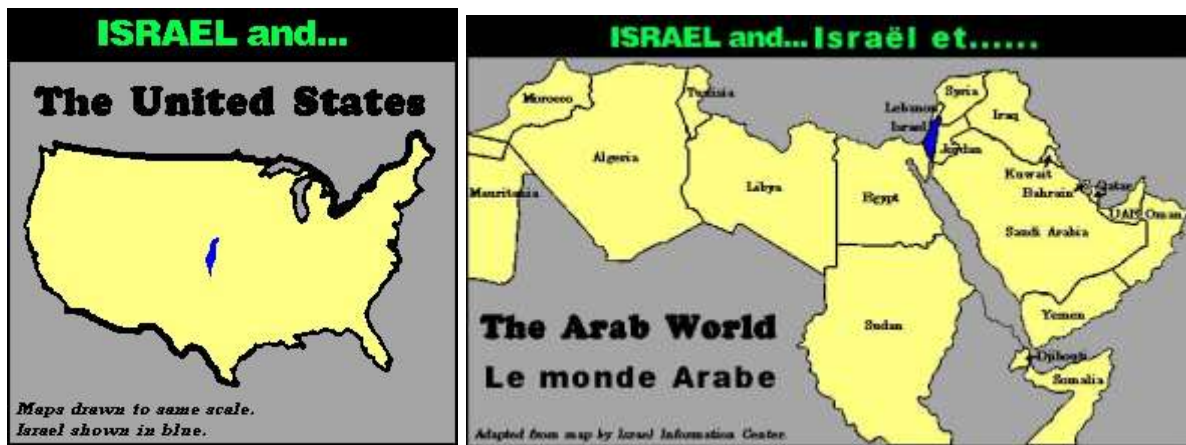 ISRAEL and...
The United States
Maps drawn to same scale.
Israel shown in blue.
ISRAEL and... Israël et......
Morocco
Tunisia
Algeria
Libya
Egypt
Mauritania
Lebanon
Israel
Syria
Iraq
Jordan
Kuwait
Bahrain
Qatar
UAE
Oman
Saudi Arabia
Sudan
Yemen
Djibouti
Somalia
The Arab World
Le monde Arabe
Adapted from map by Israel Information Center.